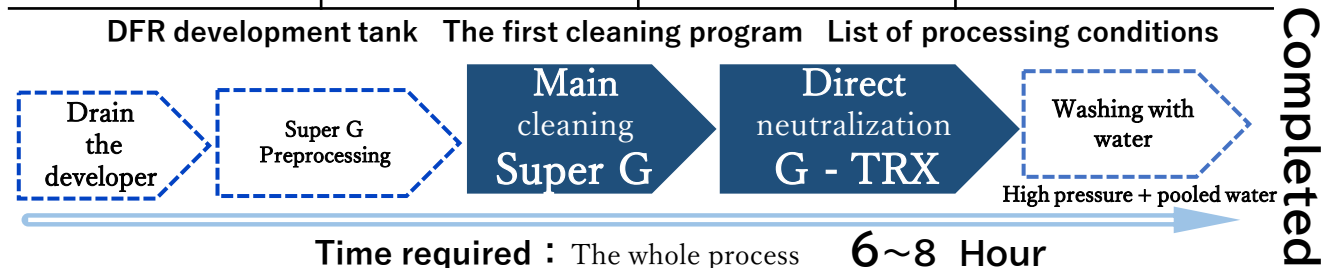 DFR development tank The first cleaning program List of processing conditions
Drain
the
developer
Super G
Preprocessing
Main
cleaning
Super G
Direct
neutralization
G - TRX
Washing with
water
High pressure + pooled water
Completed
Time required : The whole process 6~8 Hour